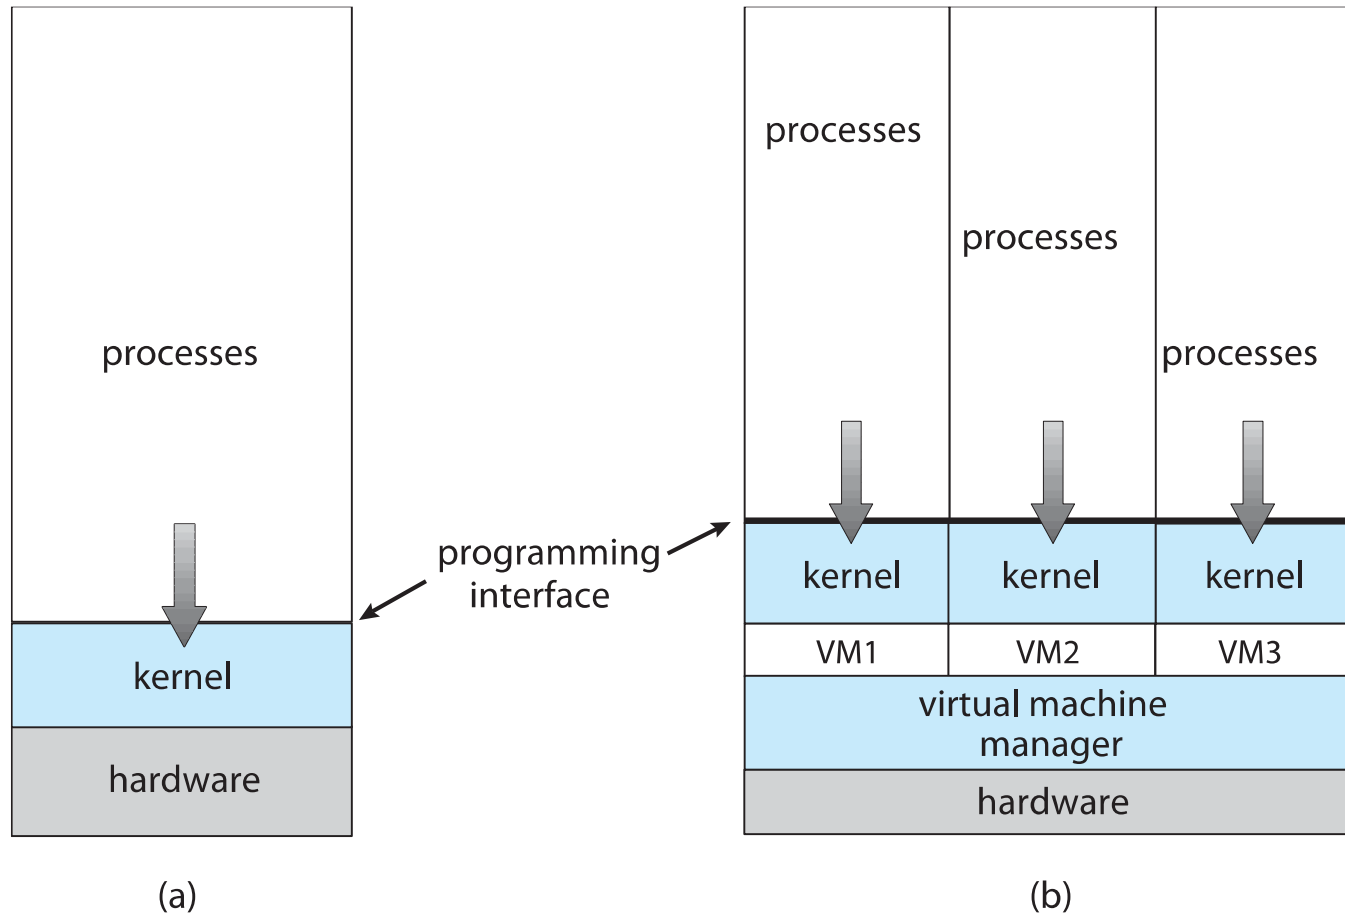 processes
kernel
hardware
(a)
programming
interface
processes
processes
processes
kernel
kernel
kernel
VM1
VM2
VM3
virtual machine
manager
hardware
(b)